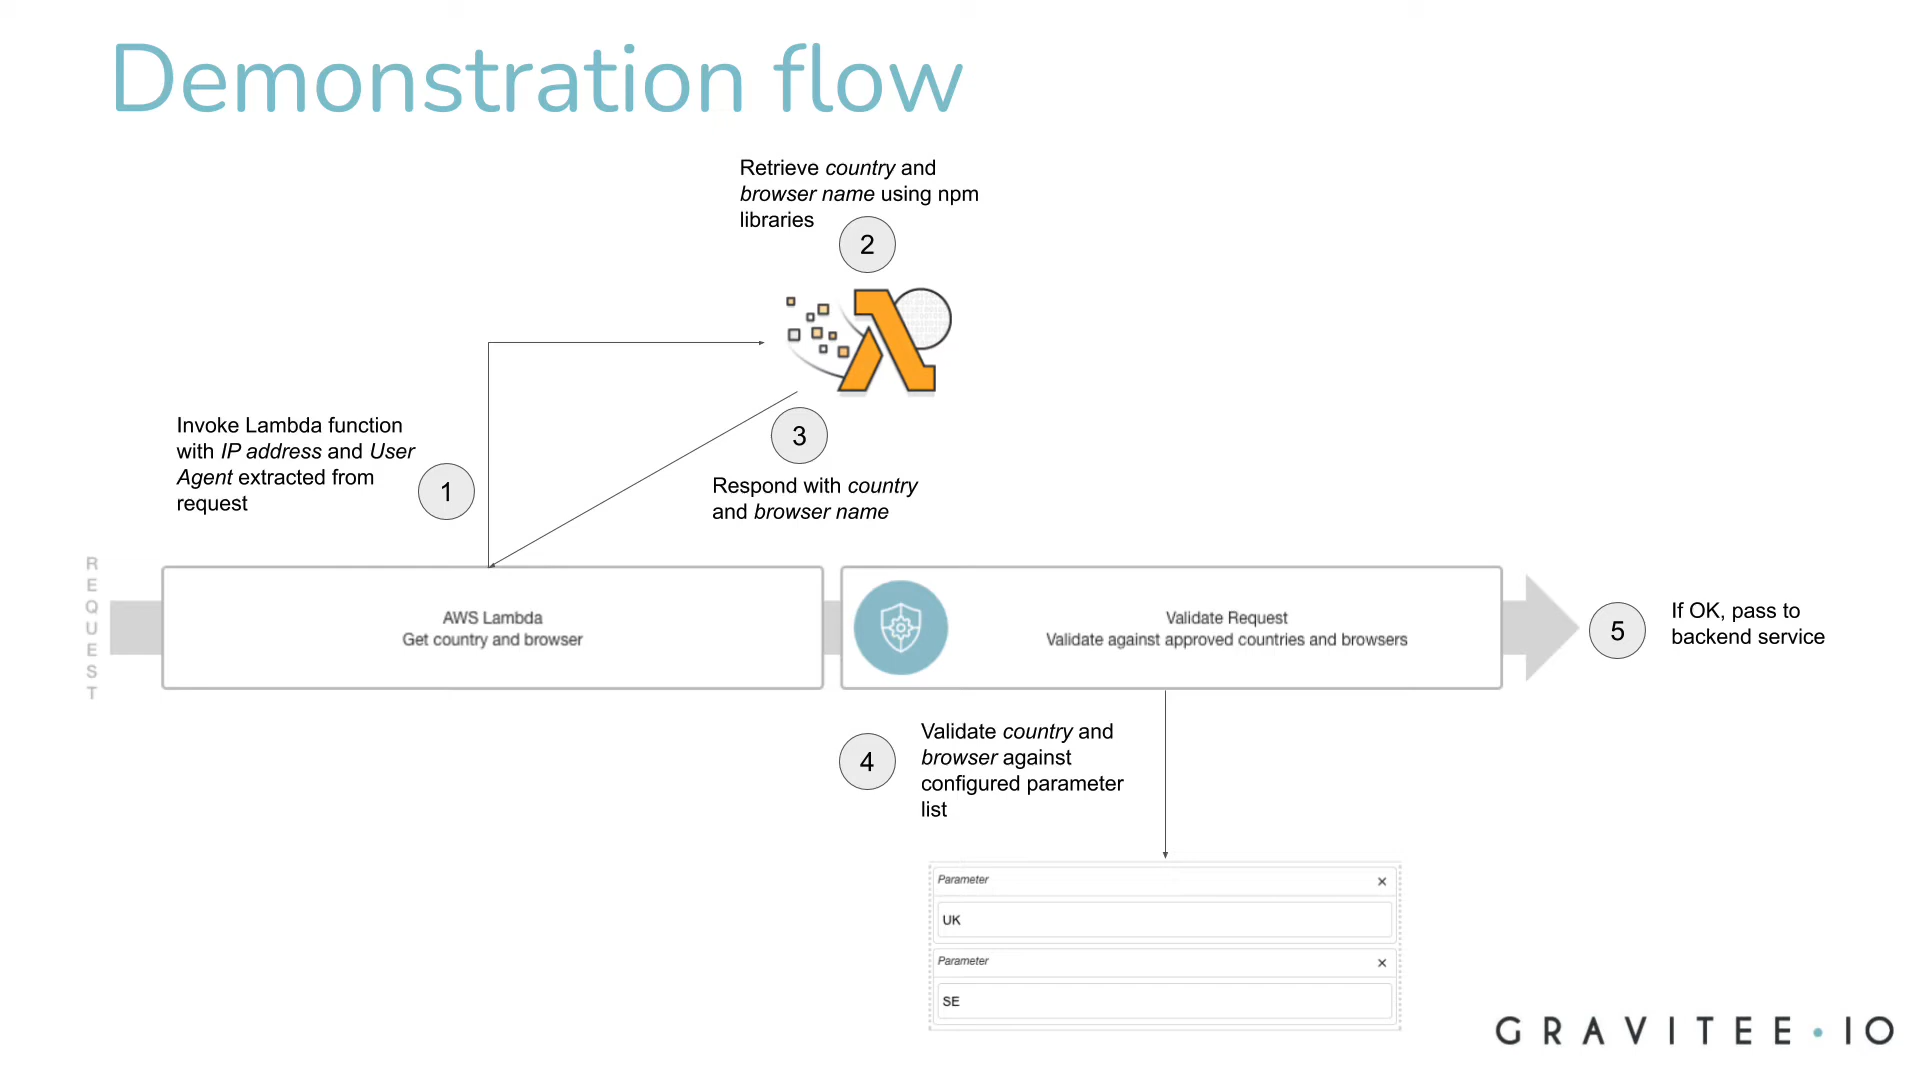 Demonstration flow
Retrieve country and
browser name using npm
libraries
2
Invoke Lambda function
with IP address and User
Agent extracted from
request
1
3
Respond with country
and browser name
REQUEST
AWS Lambda
Get country and browser
Validate Request
Validate against approved countries and browsers
5
If OK, pass to
backend service
4
Validate country and
browser against
configured parameter
list
Parameter
UK
Parameter
SE
GRAVITEE•IO